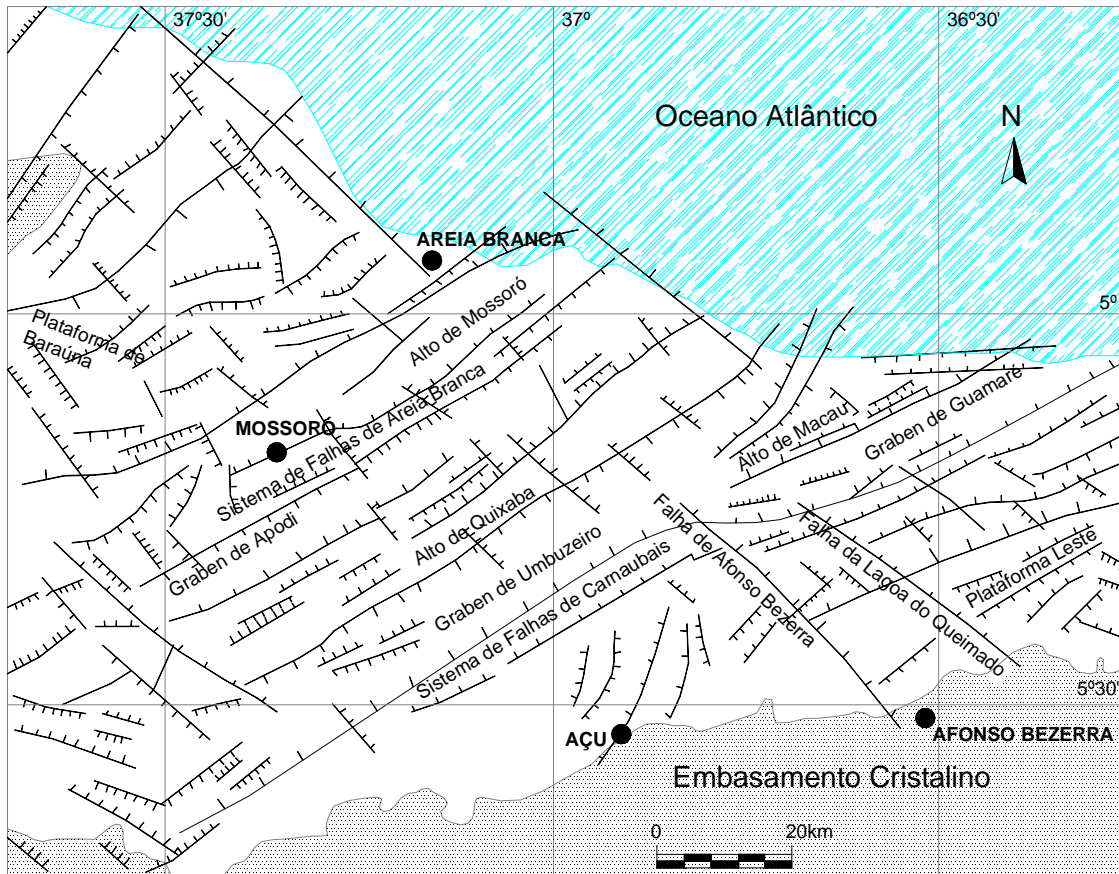 37º30'
37º
36º30'
Oceano Atlântico
N
AREIA BRANCA
5º
Alto de Mossoró
Plataforma de
Baraúna
Sistema de Falhas de Areia Branca
Graben de Guamaré
Alto de Macau
MOSSORÓ
Graben de Apodi
Alto de Quixaba
Graben de Umbuzeiro
Sistema de Falhas de Carnaubais
Falha de Afonso Bezerra
Falha da Lagoa do Queimado
Plataforma Leste
5º30'
AÇU
AFONSO BEZERRA
Embasamento Cristalino
0
20km